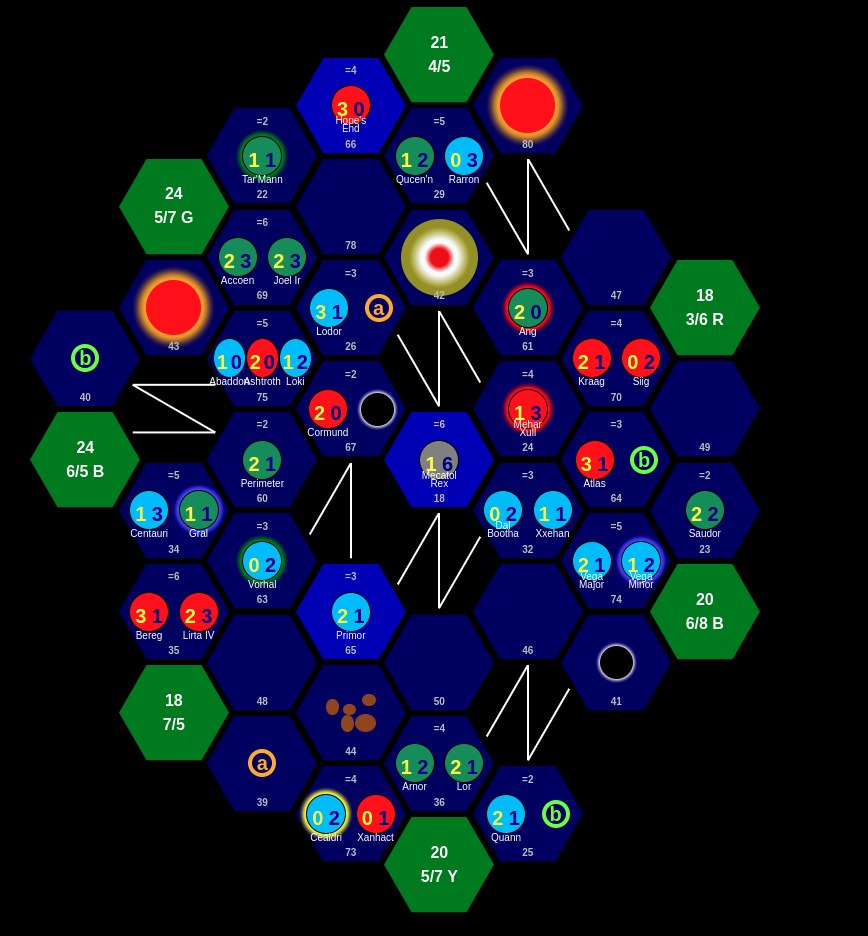 21
4/5
=4
3 0
Hope's
End
66
80
=2
1 1
Tar'Mann
22
=5
1 2
0 3
Qucen'n
Rarron
29
24
5/7 G
78
=6
2 3
2 3
Accoen
Joel Ir
69
42
47
43
=3
3 1
a
Lodor
26
=3
2 0
Ang
61
18
3/6 R
b
40
=5
1 0
2 0
1 2
Abaddon
Ashtroth
Loki
75
=4
2 1
0 2
Kraag
Siig
70
=2
2 0
Cormund
67
=4
1 3
Mehar
Xull
24
49
24
6/5 B
=2
2 1
Perimeter
60
=6
1 6
Mecatol
Rex
18
=3
3 1
b
Atlas
64
=5
1 3
1 1
Centauri
Gral
34
=3
0 2
1 1
Dal
Bootha
Xxehan
32
=2
2 2
Saudor
23
=3
0 2
Vorhal
63
=5
2 1
1 2
Vega
Major
Vega
Minor
74
=6
3 1
2 3
Bereg
Lirta IV
35
=3
2 1
Primor
65
46
20
6/8 B
48
50
41
18
7/5
44
a
39
=4
1 2
2 1
Arnor
Lor
36
=4
0 2
0 1
Cealdri
Xanhact
73
=2
2 1
b
Quann
25
20
5/7 Y